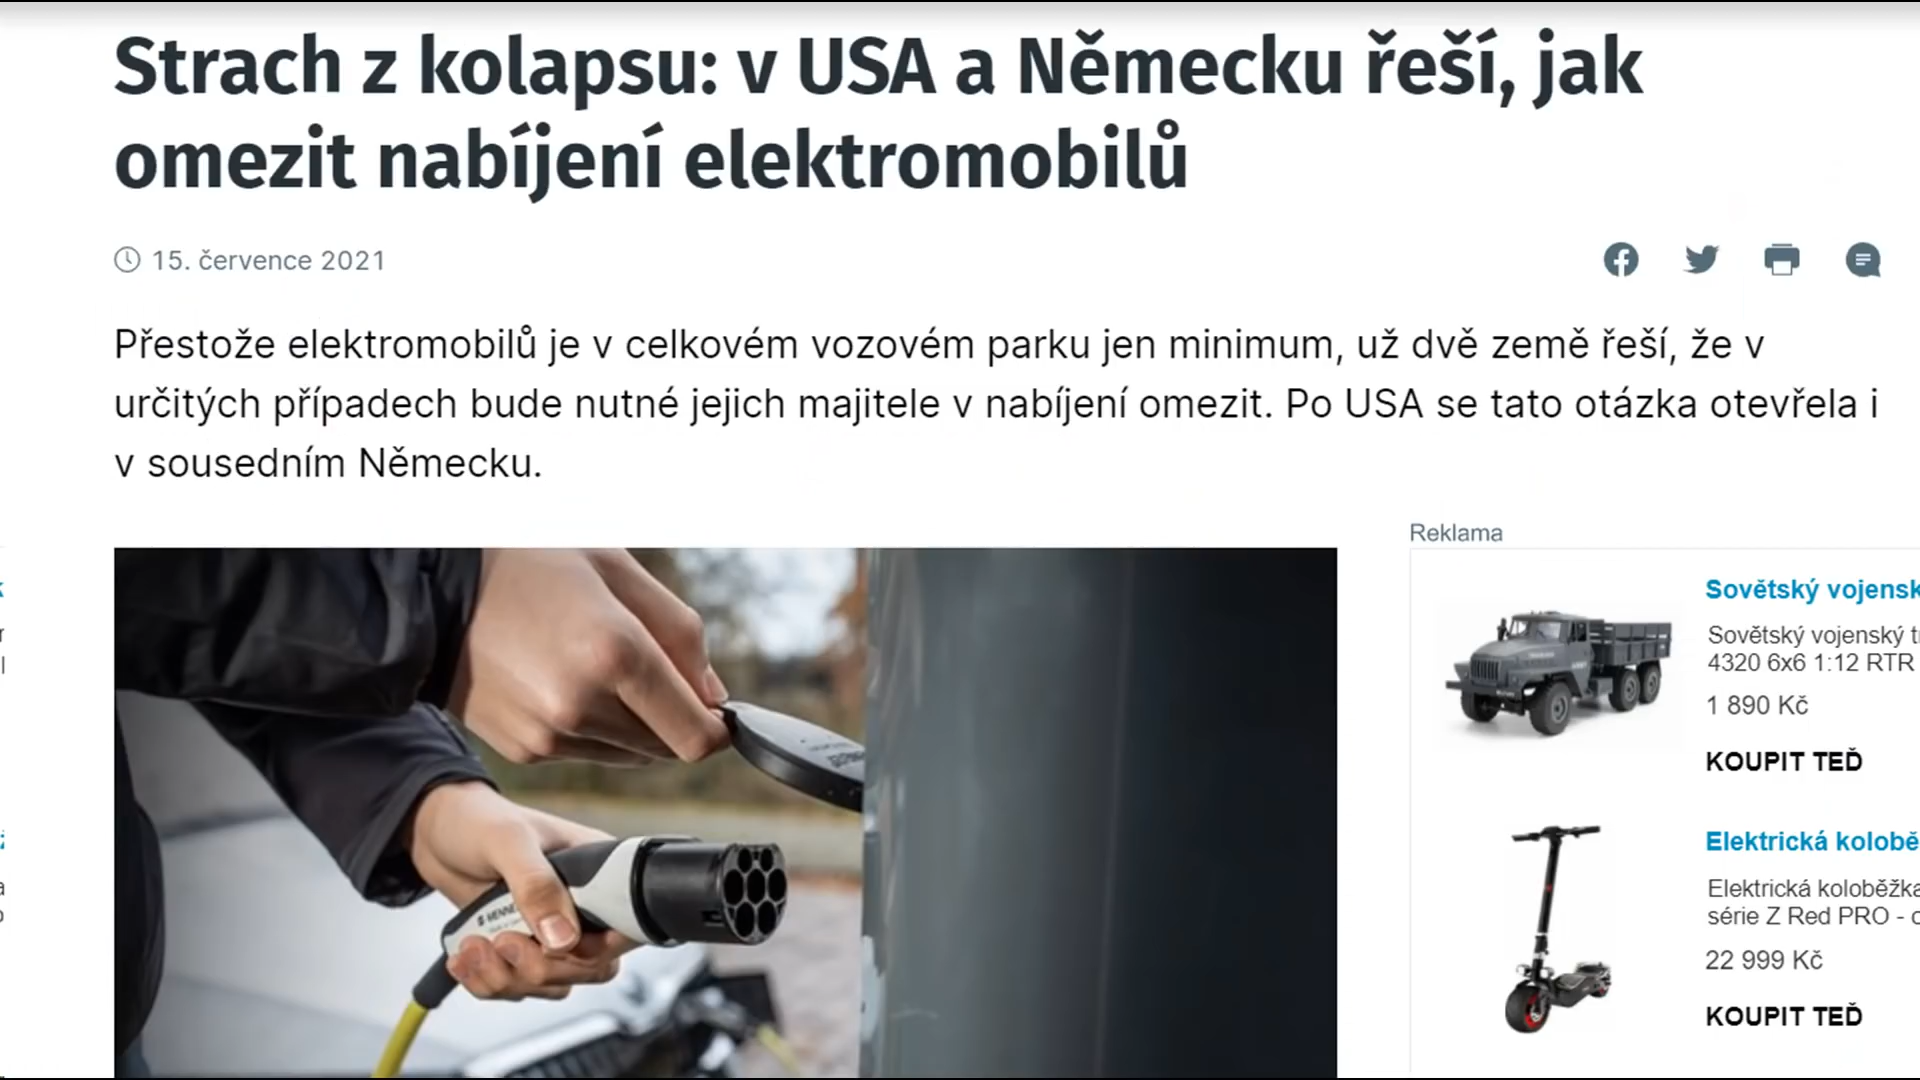 Strach z kolapsu: v USA a Německu řeší, jak
omezit nabíjení elektromobilů
15. července 2021
Přestože elektromobilů je v celkovém vozovém parku jen minimum, už dvě země řeší, že v
určitých případech bude nutné jejich majitele v nabíjení omezit. Po USA se tato otázka otevřela i
v sousedním Německu.
Reklama
Sovětský vojensk
Sovětský vojenský t
4320 6x6 1:12 RTR
1 890 Kč
KOUPIT TEĎ
Elektrická kolobě
Elektrická koloběžka
série Z Red PRO - o
22 999 Kč
KOUPIT TEĎ